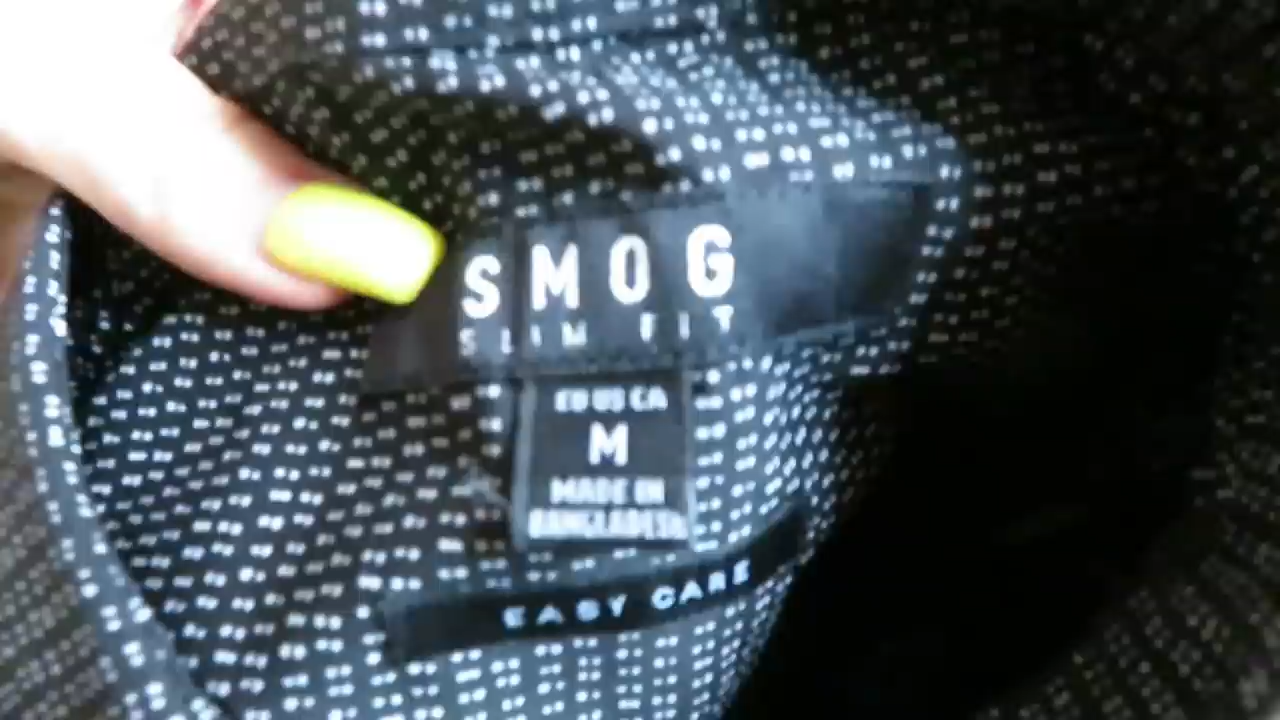 SMOG
SLIM FIT
EU US CA
M
MADE IN
BANGLADESH
EASY CARE